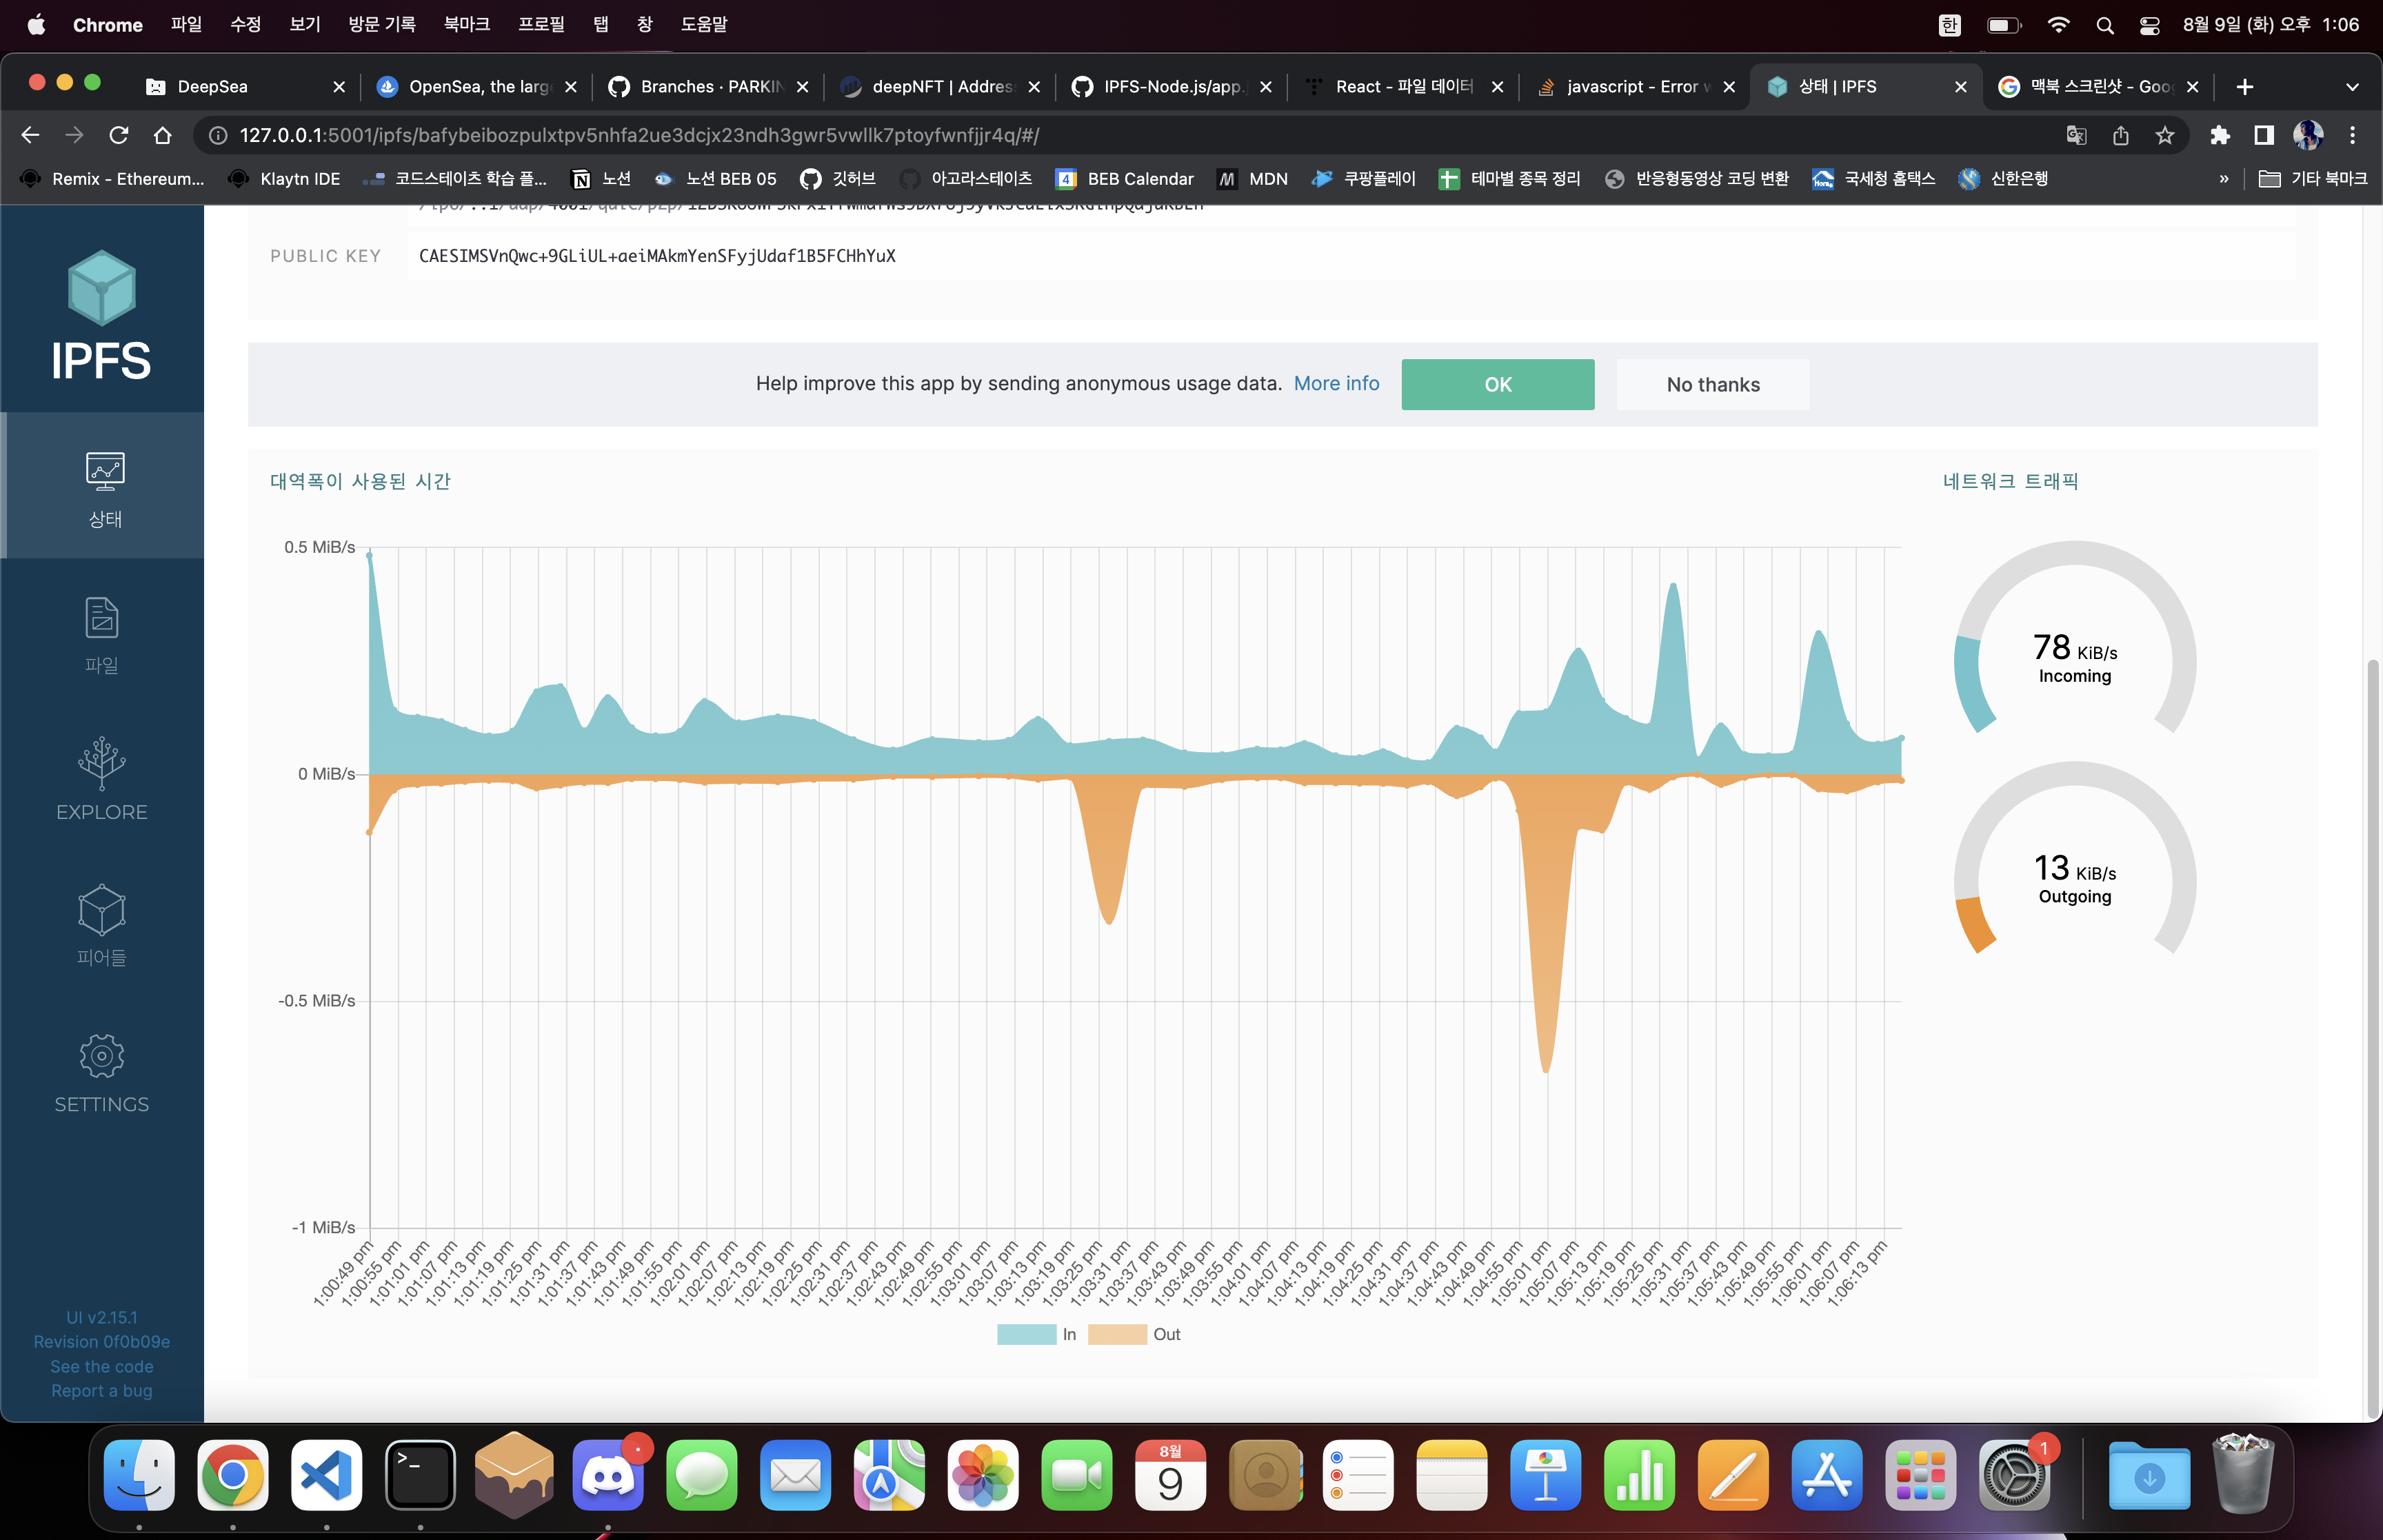 Chrome 파일 수정 보기 방문 기록 북마크 프로필 탭 창 도움말 한 8월 9일 (화) 오후 1:06
DeepSea OpenSea, the larg Branches · PARKIN deepNFT | Addres IPFS-Node.js/app. React - 파일 데이터 javascript - Error w 상태 | IPFS 맥북 스크린샷 - Goo
127.0.0.1:5001/ipfs/bafybeibozpulxtpv5nhfa2ue3dcjx23ndh3gwr5vwllk7ptoyfwnfjjr4q/#/
Remix - Ethereum... Klaytn IDE 코드스테이츠 학습 플... 노션 노션 BEB 05 깃허브 아고라스테이츠 4 BEB Calendar MDN 쿠팡플레이 테마별 종목 정리 반응형동영상 코딩 변환 국세청 홈택스 신한은행 » 기타 북마크
PUBLIC KEY CAESIMSVnQwc+9GLiUL+aeiMAkmYenSFyjUdaf1B5FCHhYuX
IPFS
상태
파일
EXPLORE
피어들
SETTINGS
UI v2.15.1
Revision 0f0b09e
See the code
Report a bug
Help improve this app by sending anonymous usage data. More info OK No thanks
대역폭이 사용된 시간
0.5 MiB/s
0 MiB/s
-0.5 MiB/s
-1 MiB/s
1:00:49 pm
1:00:55 pm
1:01:01 pm
1:01:07 pm
1:01:13 pm
1:01:19 pm
1:01:25 pm
1:01:31 pm
1:01:37 pm
1:01:43 pm
1:01:49 pm
1:01:55 pm
1:02:01 pm
1:02:07 pm
1:02:13 pm
1:02:19 pm
1:02:25 pm
1:02:31 pm
1:02:37 pm
1:02:43 pm
1:02:49 pm
1:02:55 pm
1:03:01 pm
1:03:07 pm
1:03:13 pm
1:03:19 pm
1:03:25 pm
1:03:31 pm
1:03:37 pm
1:03:43 pm
1:03:49 pm
1:03:55 pm
1:04:01 pm
1:04:07 pm
1:04:13 pm
1:04:19 pm
1:04:25 pm
1:04:31 pm
1:04:37 pm
1:04:43 pm
1:04:49 pm
1:04:55 pm
1:05:01 pm
1:05:07 pm
1:05:13 pm
1:05:19 pm
1:05:25 pm
1:05:31 pm
1:05:37 pm
1:05:43 pm
1:05:49 pm
1:05:55 pm
1:06:01 pm
1:06:07 pm
1:06:13 pm
In Out
네트워크 트래픽
78 KiB/s
Incoming
13 KiB/s
Outgoing
8월
9
1